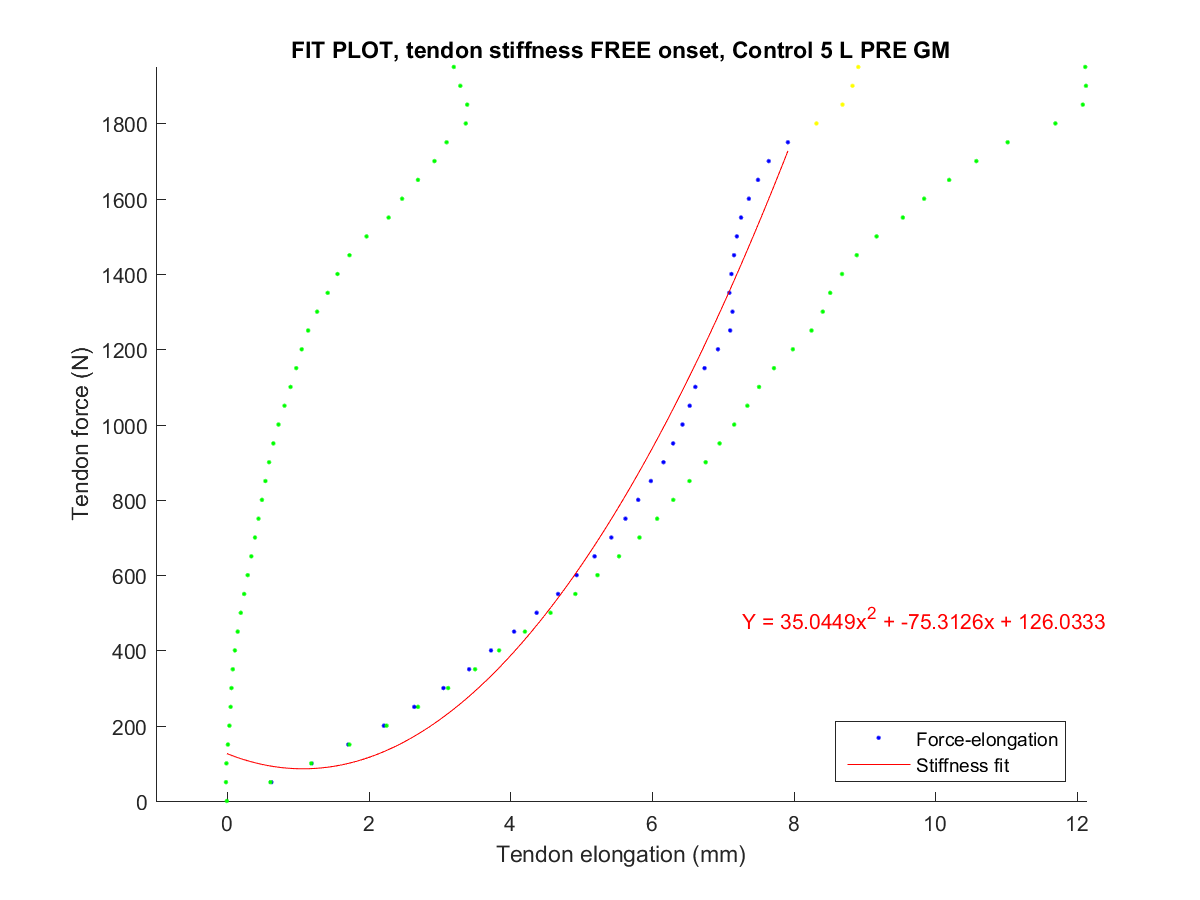 FIT PLOT, tendon stiffness FREE onset, Control 5 L PRE GM
Tendon force (N)
1800
1600
1400
1200
1000
800
600
400
200
0
Y = 35.0449x² + -75.3126x + 126.0333
Force-elongation
Stiffness fit
0 2 4 6 8 10 12
Tendon elongation (mm)